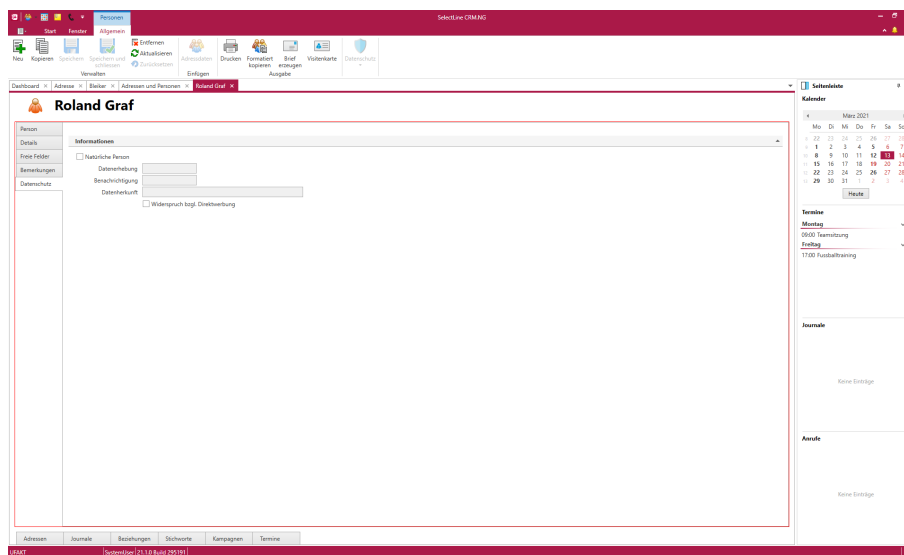 Personen
SelectLine CRM.NG
Start Fenster Allgemein
Neu Kopieren Speichern Speichern und schliessen Entfernen Aktualisieren Zurücksetzen Adressdaten Drucken Formatiert kopieren Brief erzeugen Visitenkarte Datenschutz
Verwalten Einfügen Ausgabe
Dashboard × Adresse × Bleiker × Adressen und Personen × Roland Graf ×
Roland Graf
Person
Details
Freie Felder
Bemerkungen
Datenschutz
Informationen
Natürliche Person
Datenerhebung
Benachrichtigung
Datenherkunft
Widerspruch bzgl. Direktwerbung
Seitenleiste
Kalender
März 2021
Mo Di Mi Do Fr Sa So
22 23 24 25 26 27 28
1 2 3 4 5 6 7
8 9 10 11 12 13 14
15 16 17 18 19 20 21
22 23 24 25 26 27 28
29 30 31 1 2 3 4
Heute
Termine
Montag
09:00 Teamsitzung
Freitag
17:00 Fussballtraining
Journale
Keine Einträge
Anrufe
Keine Einträge
Adressen Journale Beziehungen Stichworte Kampagnen Termine
UFAKT SystemUser 21.1.0 Build 295191